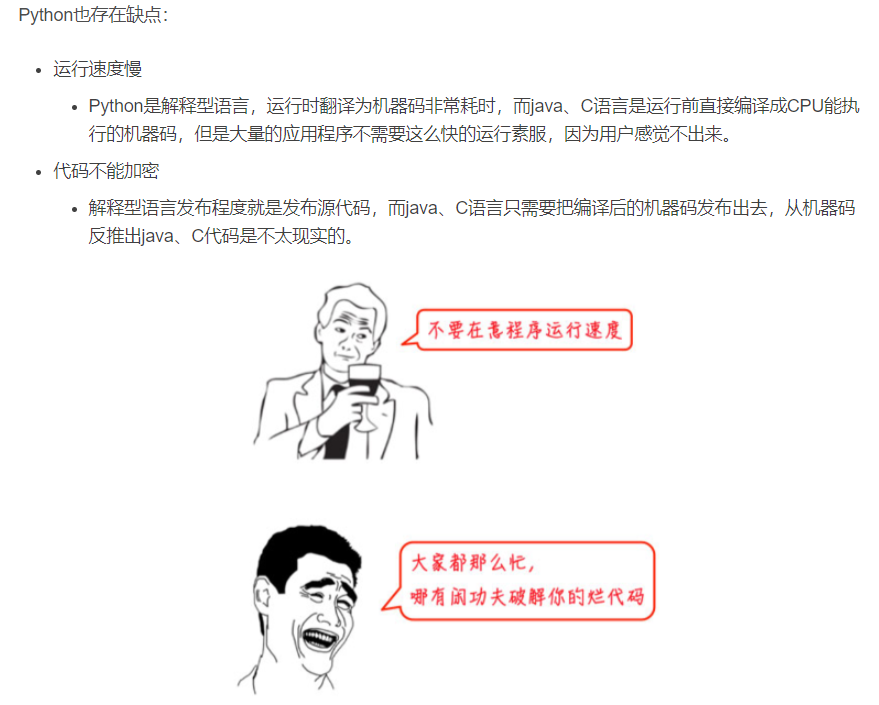 Python也存在缺点：
运行速度慢
Python是解释型语言，运行时翻译为机器码非常耗时，而java、C语言是运行前直接编译成CPU能执
行的机器码，但是大量的应用程序不需要这么快的运行素服，因为用户感觉不出来。
代码不能加密
解释型语言发布程度就是发布源代码，而java、C语言只需要把编译后的机器码发布出去，从机器码
反推出java、C代码是不太现实的。
不要在意程序运行速度
大家都那么忙，
哪有闲功夫破解你的烂代码